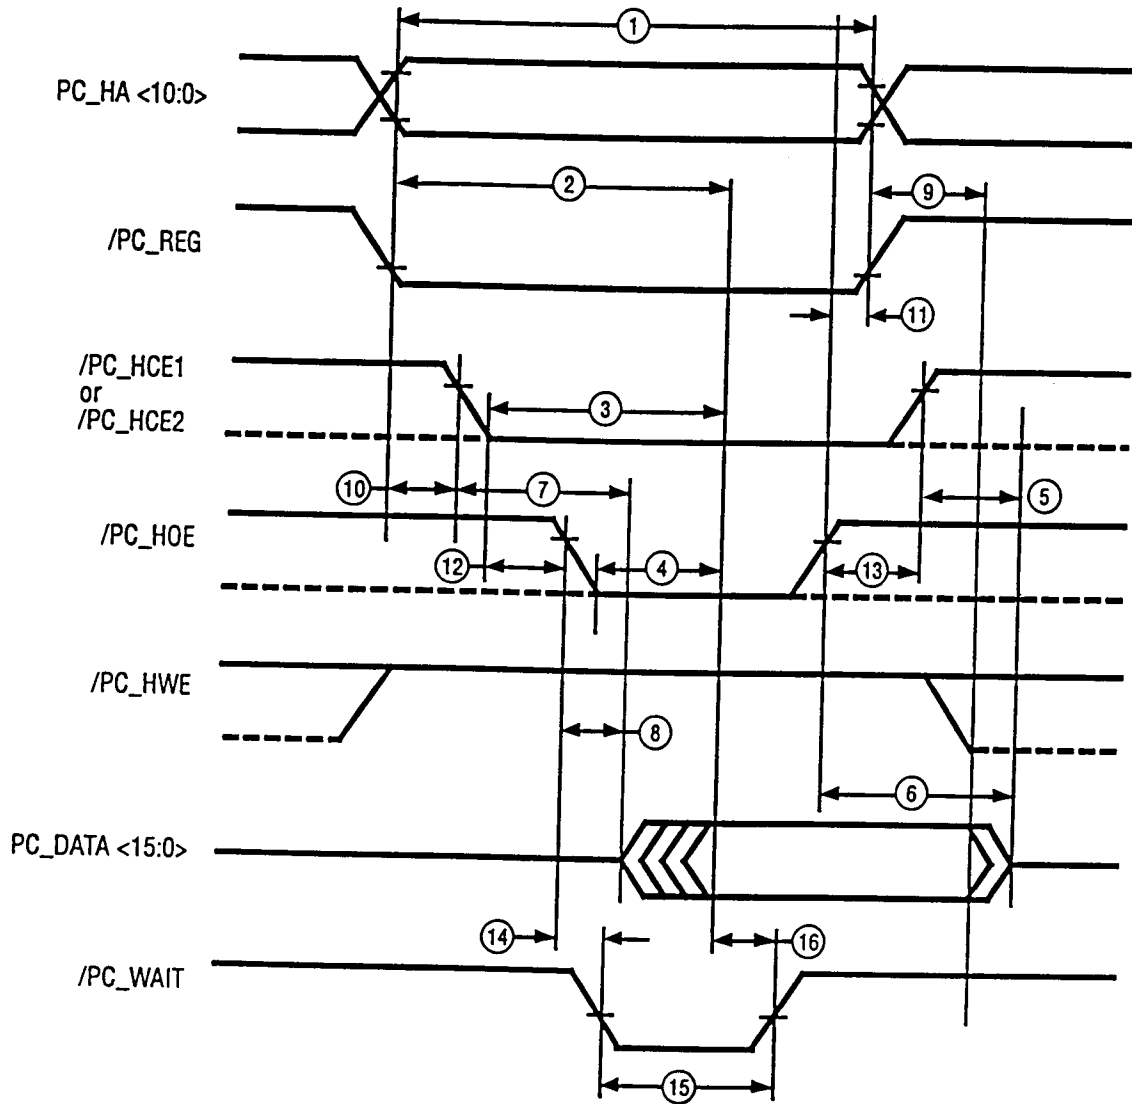 1
PC_HA <10:0>
2
9
/PC_REG
11
/PC_HCE1
or
/PC_HCE2
3
10
7
5
/PC_HOE
12
4
13
/PC_HWE
8
6
PC_DATA <15:0>
14
16
/PC_WAIT
15